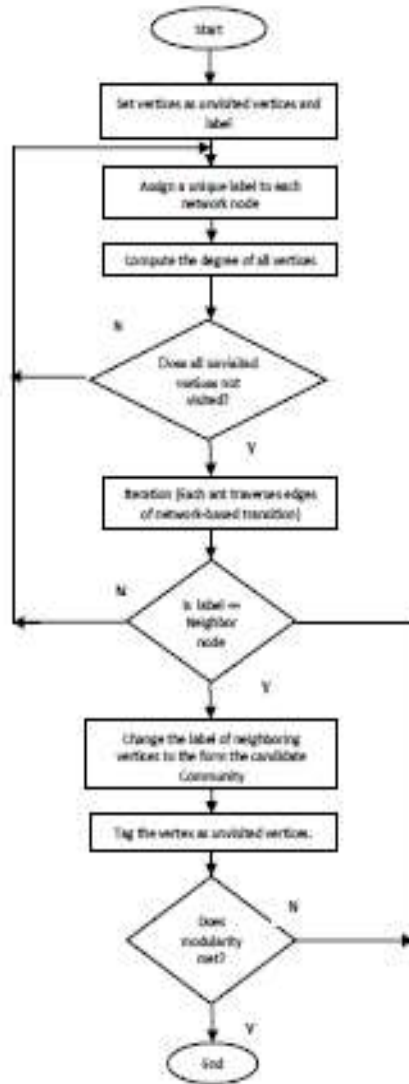 Start
Set vertices as unvisited vertices and
label
Assign a unique label to each
network node
Compute the degree of all vertices
N
Does all unvisited
vertices not
visited?
Y
Iteration (Each ant traverses edges
of network-based transition)
N
Is label ==
Neighbor
node
Y
Change the label of neighboring
vertices to the form the candidate
Community
Tag the vertex as unvisited vertices.
N
Does
modularity
met?
Y
End